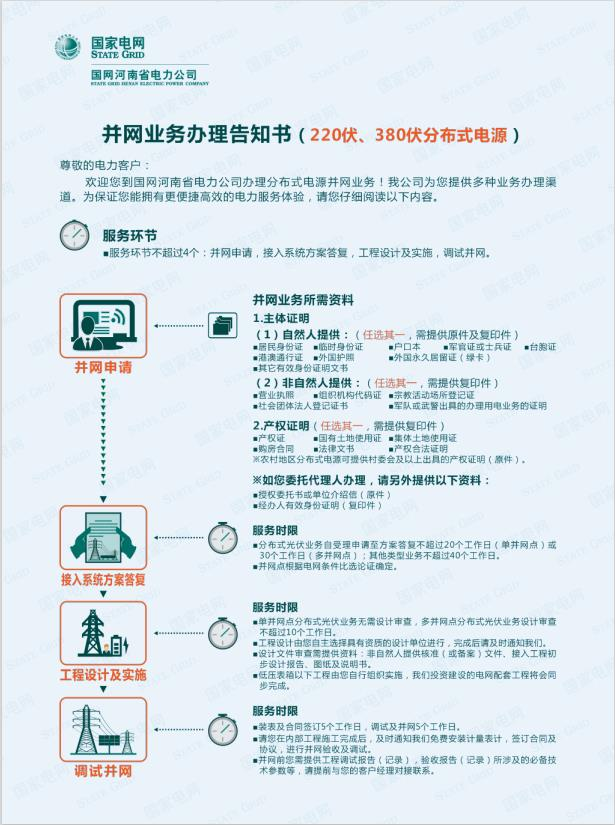 国家电网
STATE GRID
国网河南省电力公司
STATE GRID HENAN ELECTRIC POWER COMPANY
并网业务办理告知书（220伏、380伏分布式电源）
尊敬的电力客户：
欢迎您到国网河南省电力公司办理分布式电源并网业务！我公司为您提供多种业务办理渠
道。为保证您能拥有更便捷高效的电力服务体验，请您仔细阅读以下内容。
服务环节
■服务环节不超过4个：并网申请，接入系统方案答复，工程设计及实施，调试并网。
并网申请
并网业务所需资料
1.主体证明
（1）自然人提供：（任选其一，需提供原件及复印件）
■居民身份证 ■临时身份证 ■户口本 ■军官证或士兵证 ■台胞证
■港澳通行证 ■外国护照 ■外国永久居留证（绿卡）
■其它有效身份证明文书
（2）非自然人提供：（任选其一，需提供复印件）
■营业执照 ■组织机构代码证 ■宗教活动场所登记证
■社会团体法人登记证书 ■军队或武警出具的办理用电业务的证明
2.产权证明（任选其一，需提供复印件）
■产权证 ■国有土地使用证 ■集体土地使用证
■购房合同 ■法律文书 ■产权合法证明
※农村地区分布式电源可提供村委会及以上出具的产权证明（原件）。
※如您委托代理人办理，请另外提供以下资料：
■授权委托书或单位介绍信（原件）
■经办人有效身份证明（复印件）
接入系统方案答复
服务时限
■分布式光伏业务自受理申请至方案答复不超过20个工作日（单并网点）或
30个工作日（多并网点）；其他类型业务不超过40个工作日。
■并网点根据电网条件比选论证确定。
工程设计及实施
服务时限
■单并网点分布式光伏业务无需设计审查，多并网点分布式光伏业务设计审查
不超过10个工作日。
■工程设计由您自主选择具有资质的设计单位进行，完成后请及时通知我们。
■设计文件审查需提供资料：非自然人提供核准（或备案）文件、接入工程初
步设计报告、图纸及说明书。
■低压表箱以下工程由您自行组织实施，我们投资建设的电网配套工程将会同
步完成。
调试并网
服务时限
■装表及合同签订5个工作日，调试及并网5个工作日。
■请您在内部工程施工完成后，及时通知我们免费安装计量表计，签订合同及
协议，进行并网验收及调试。
■并网前您需提供工程调试报告（记录），验收报告（记录）所涉及的必备技
术参数等，请提前与您的客户经理对接联系。